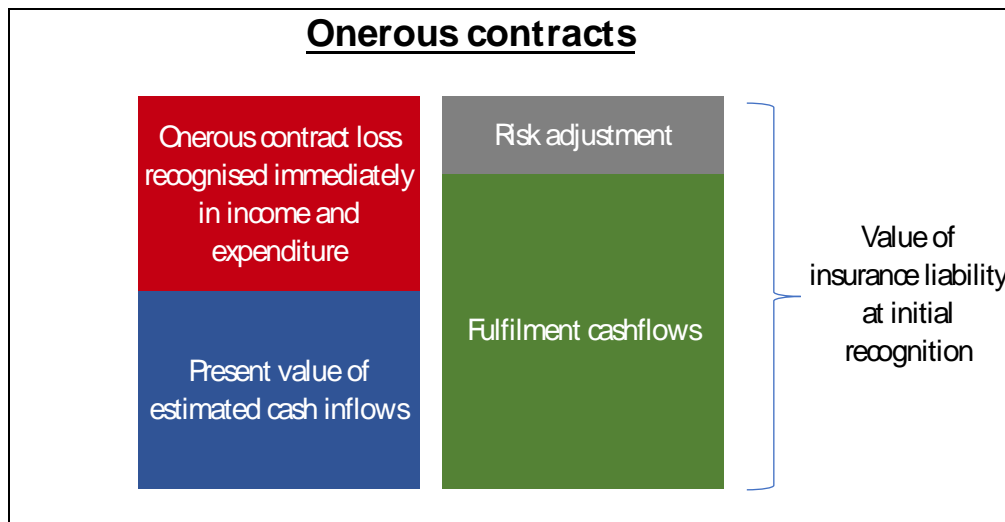 Onerous contracts
Onerous contract loss
recognised immediately
in income and
expenditure
Present value of
estimated cash inflows
Risk adjustment
Fulfilment cashflows
Value of
insurance liability
at initial
recognition